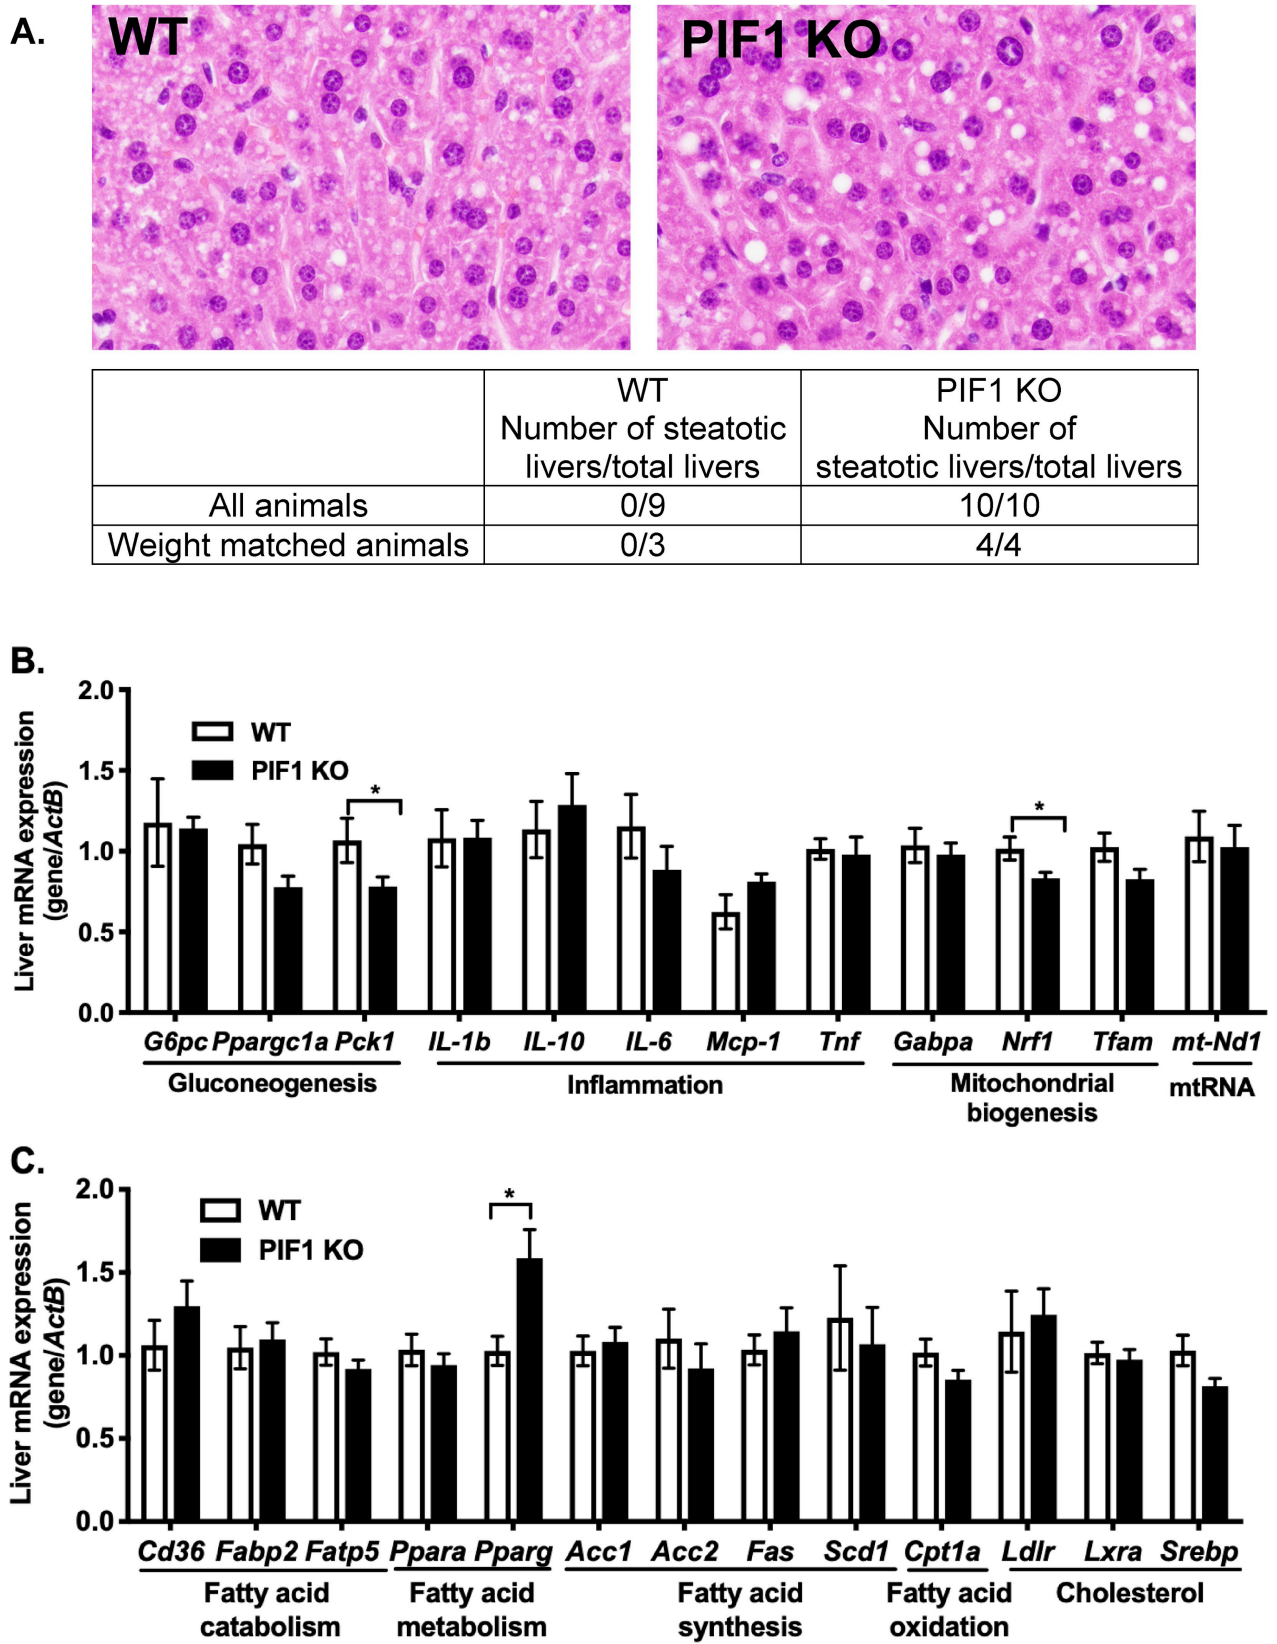 A.
WT
PIF1 KO
WT
Number of steatotic
livers/total livers
PIF1 KO
Number of
steatotic livers/total livers
All animals 0/9 10/10
Weight matched animals 0/3 4/4
B.
Liver mRNA expression
(gene/ActB)
2.0
1.5
1.0
0.5
0.0
WT
PIF1 KO
*
*
G6pc Ppargc1a Pck1 IL-1b IL-10 IL-6 Mcp-1 Tnf Gabpa Nrf1 Tfam mt-Nd1
Gluconeogenesis
Inflammation
Mitochondrial
biogenesis
mtRNA
C.
Liver mRNA expression
(gene/ActB)
2.0
1.5
1.0
0.5
0.0
WT
PIF1 KO
*
Cd36 Fabp2 Fatp5 Ppara Pparg Acc1 Acc2 Fas Scd1 Cpt1a Ldlr Lxra Srebp
Fatty acid
catabolism
Fatty acid
metabolism
Fatty acid
synthesis
Fatty acid
oxidation
Cholesterol